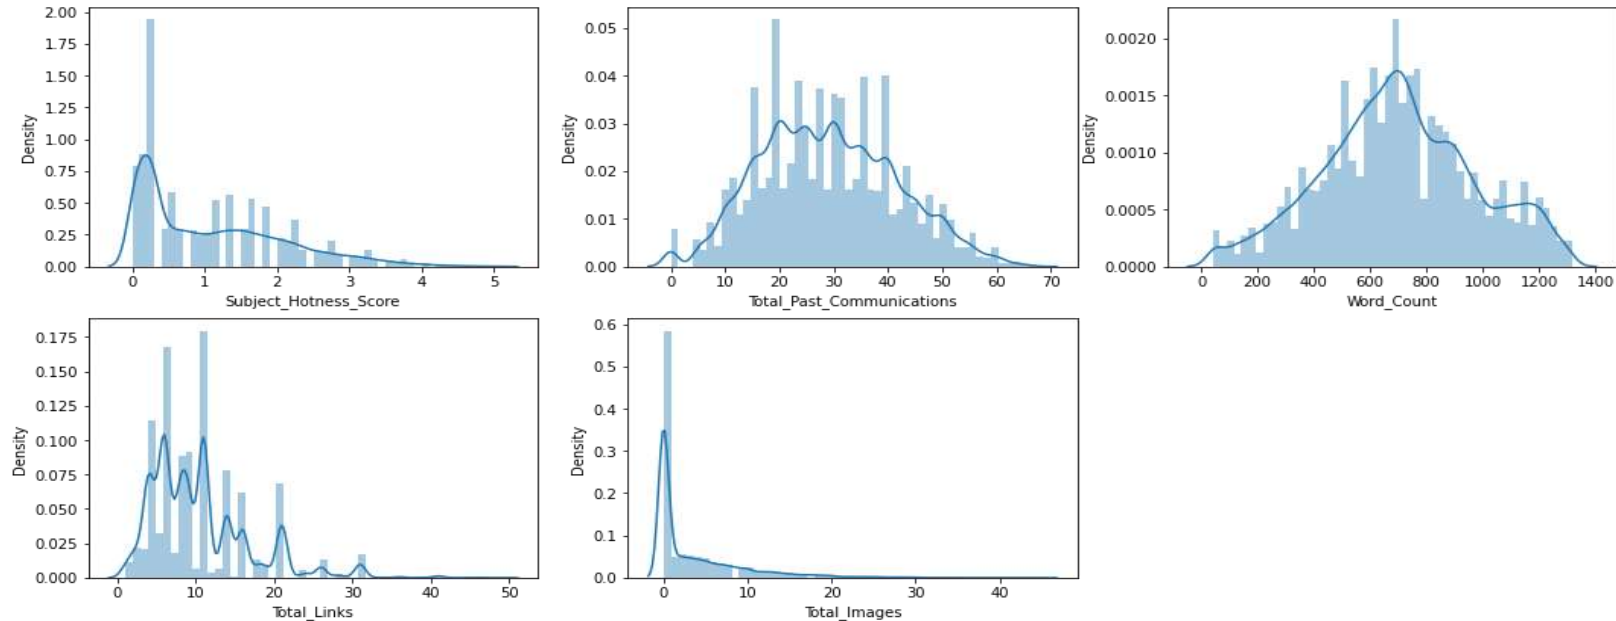 2.00
1.75
1.50
1.25
1.00
0.75
0.50
0.25
0.00
Density
0 1 2 3 4 5
Subject_Hotness_Score
0.05
0.04
0.03
0.02
0.01
0.00
Density
0 10 20 30 40 50 60 70
Total_Past_Communications
0.0020
0.0015
0.0010
0.0005
0.0000
Density
0 200 400 600 800 1000 1200 1400
Word_Count
0.175
0.150
0.125
0.100
0.075
0.050
0.025
0.000
Density
0 10 20 30 40 50
Total_Links
0.6
0.5
0.4
0.3
0.2
0.1
0.0
Density
0 10 20 30 40
Total_Images